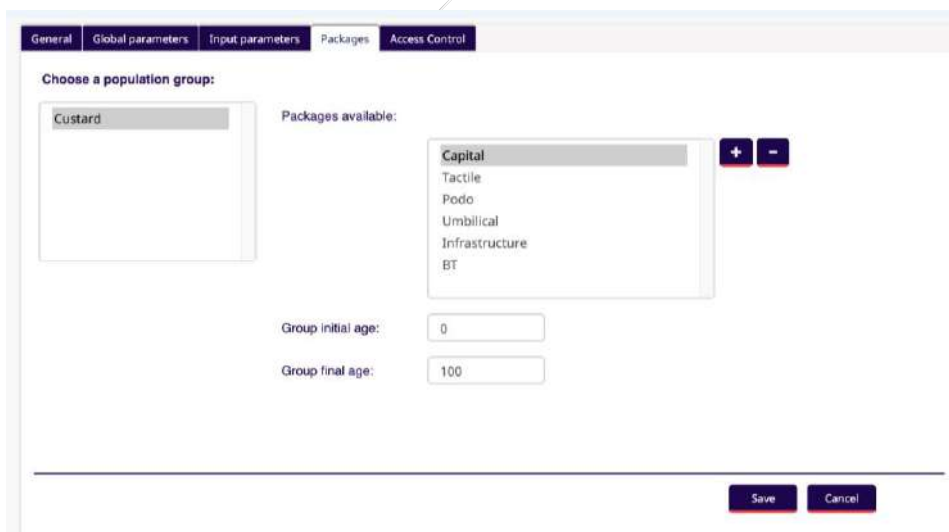 General Global parameters Input parameters Packages Access Control
Choose a population group:
Custard
Packages available:
Capital
Tactile
Podo
Umbilical
Infrastructure
BT
+ -
Group initial age: 0
Group final age: 100
Save Cancel